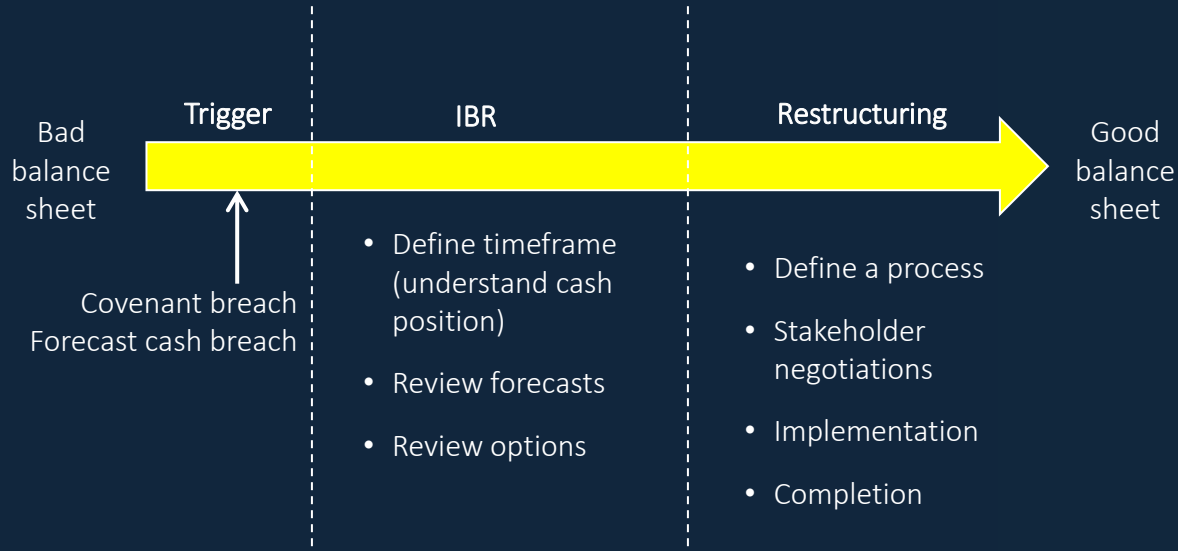 Trigger
IBR
Restructuring
Bad
balance
sheet
Good
balance
sheet
Covenant breach
Forecast cash breach
• Define timeframe
(understand cash
position)
• Review forecasts
• Review options
• Define a process
• Stakeholder
negotiations
• Implementation
• Completion